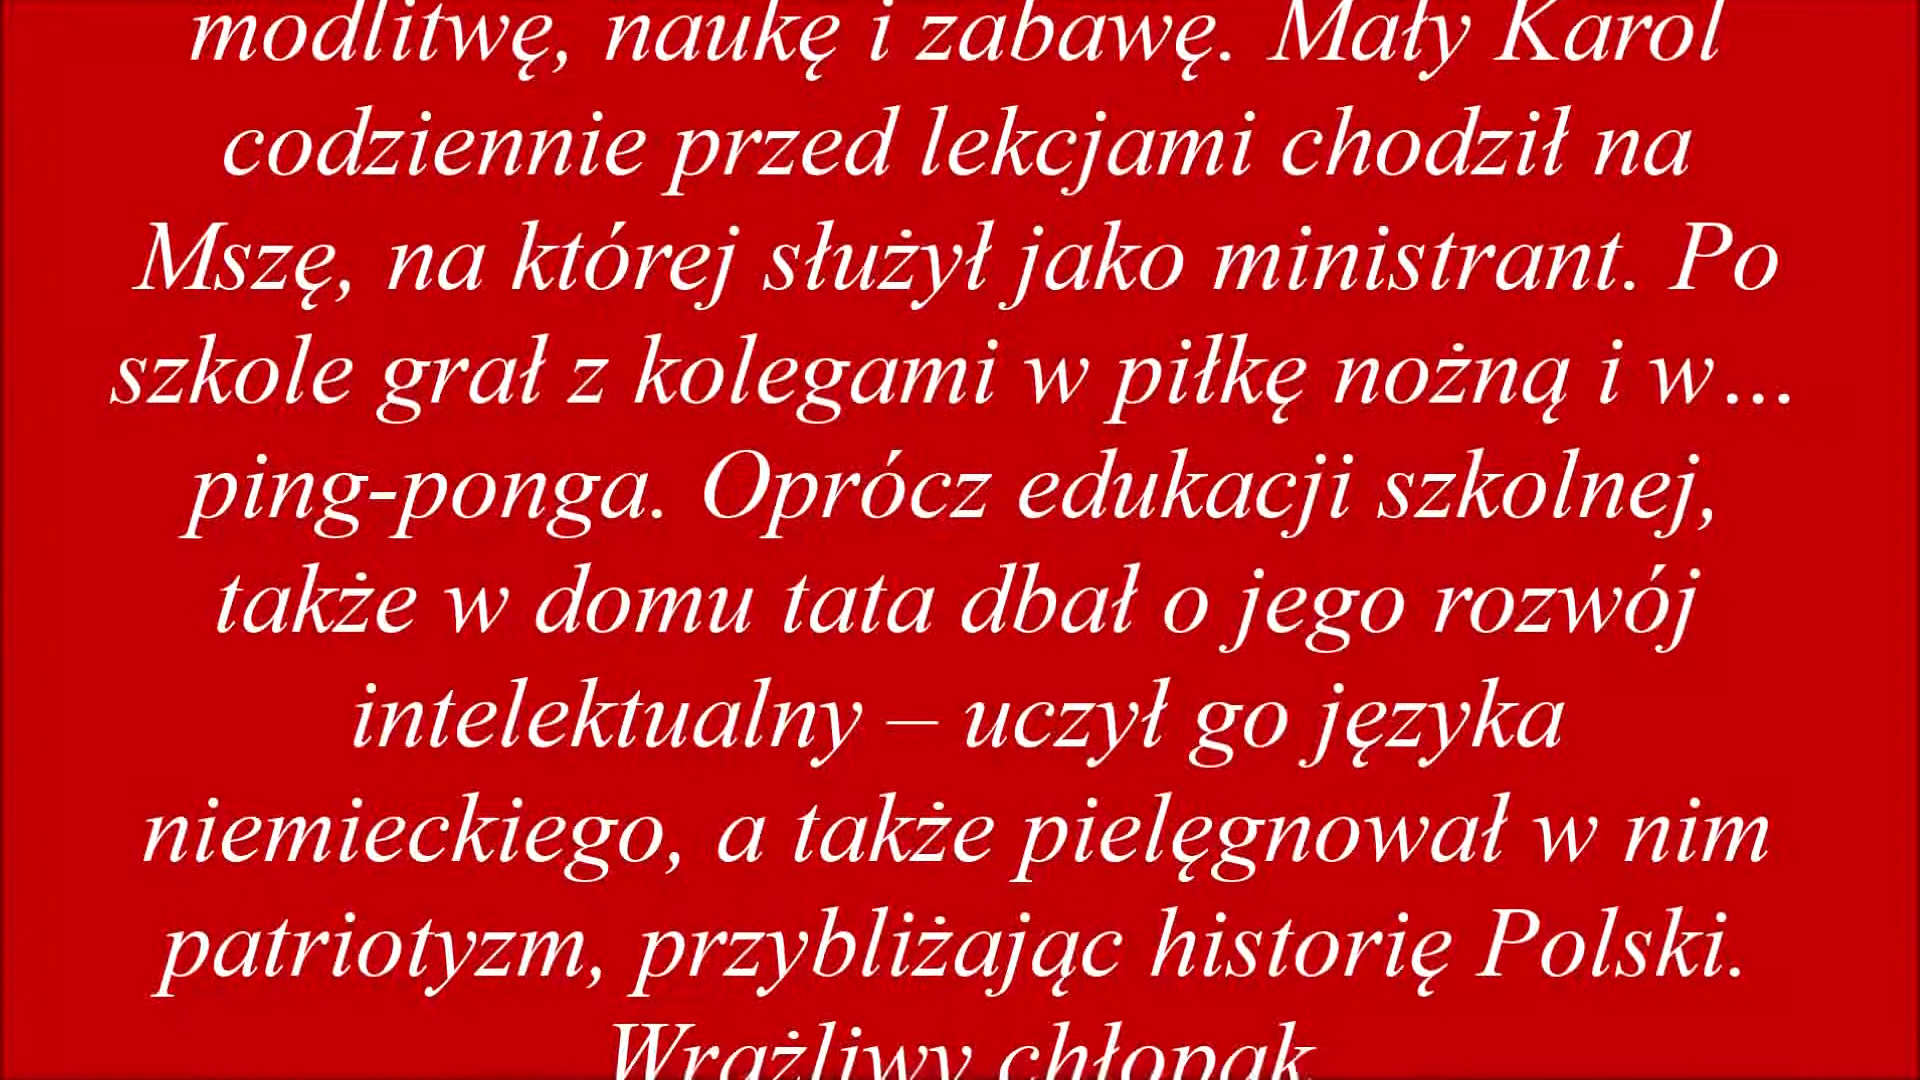 modlitwę, naukę i zabawę. Mały Karol
codziennie przed lekcjami chodził na
Mszę, na której służył jako ministrant. Po
szkole grał z kolegami w piłkę nożną i w…
ping-ponga. Oprócz edukacji szkolnej,
także w domu tata dbał o jego rozwój
intelektualny – uczył go języka
niemieckiego, a także pielęgnował w nim
patriotyzm, przybliżając historię Polski.
Wrażliwy chłopak